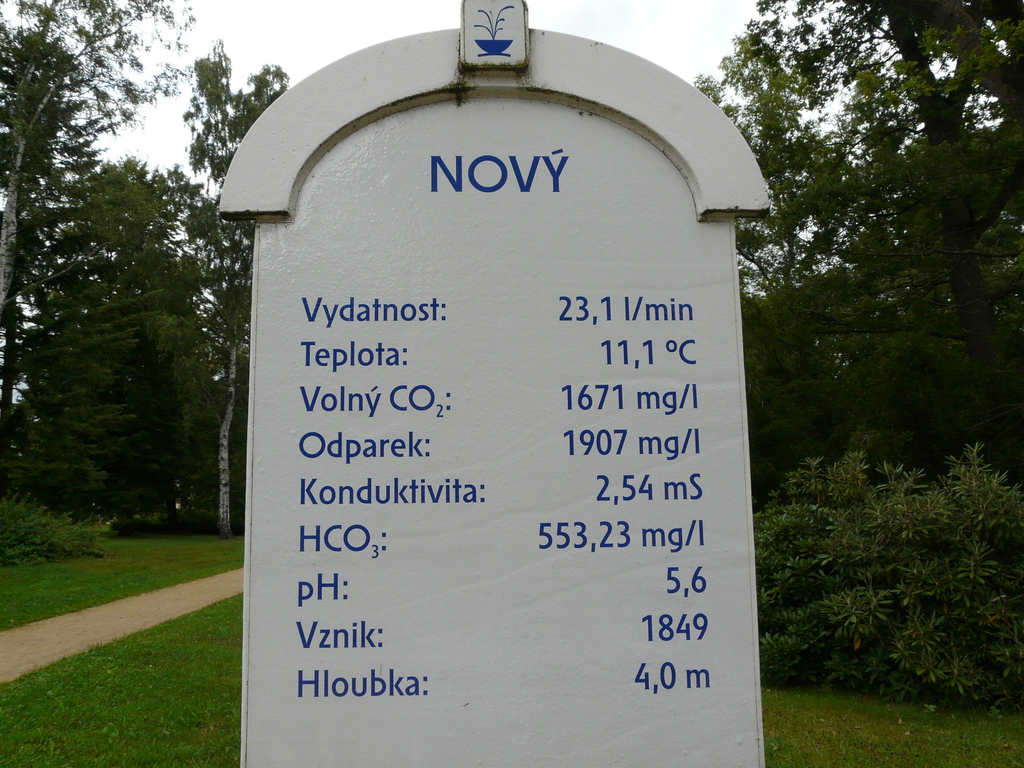 NOVÝ
Vydatnost: 23,1 l/min
Teplota: 11,1 ºC
Volný CO₂: 1671 mg/l
Odparek: 1907 mg/l
Konduktivita: 2,54 mS
HCO₃: 553,23 mg/l
pH: 5,6
Vznik: 1849
Hloubka: 4,0 m